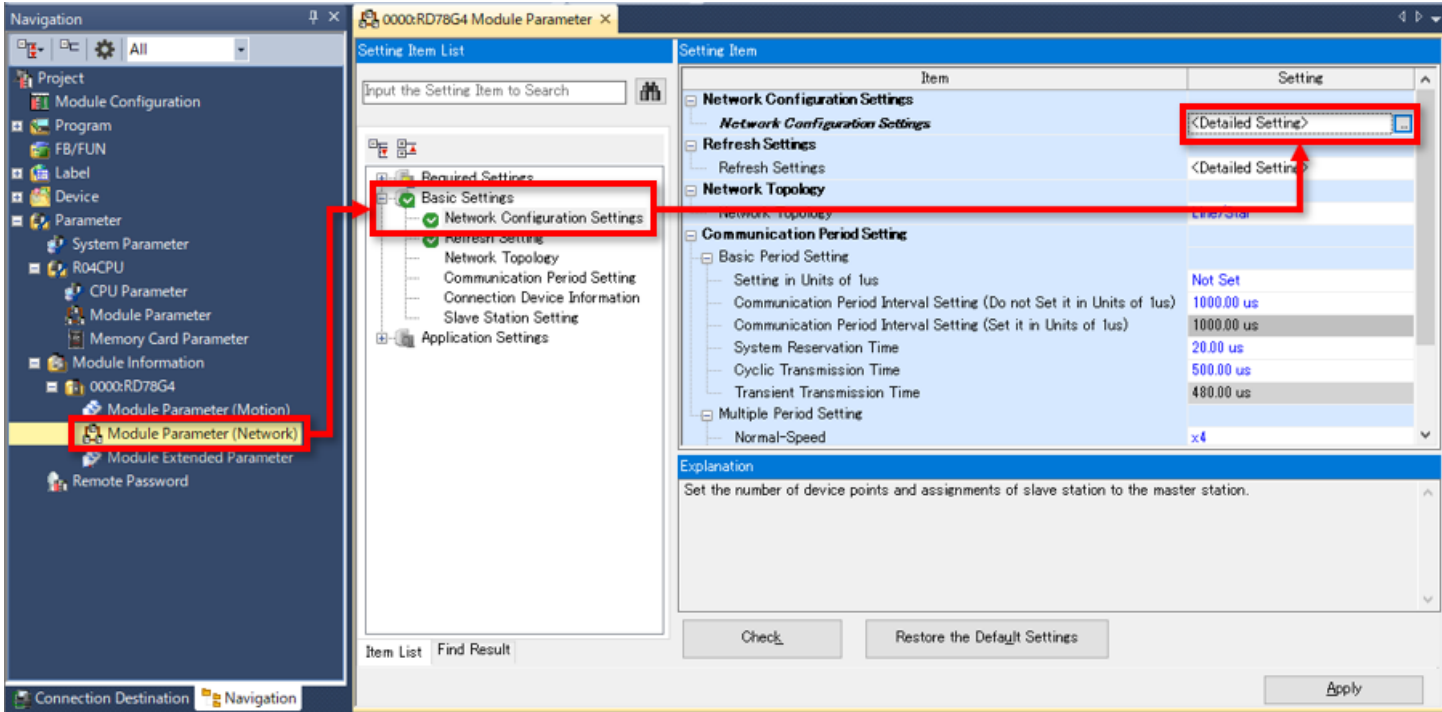 Navigation
All
Project
Module Configuration
Program
FB/FUN
Label
Device
Parameter
System Parameter
R04CPU
CPU Parameter
Module Parameter
Memory Card Parameter
Module Information
0000:RD78G4
Module Parameter (Motion)
Module Parameter (Network)
Module Extended Parameter
Remote Password
Connection Destination
Navigation
0000:RD78G4 Module Parameter
Setting Item List
Input the Setting Item to Search
Required Settings
Basic Settings
Network Configuration Settings
Refresh Setting
Network Topology
Communication Period Setting
Connection Device Information
Slave Station Setting
Application Settings
Item List
Find Result
Setting Item
Item Setting
Network Configuration Settings
Network Configuration Settings <Detailed Setting> ...
Refresh Settings
Refresh Settings <Detailed Setting>
Network Topology
Network Topology Line/Star
Communication Period Setting
Basic Period Setting
Setting in Units of 1us Not Set
Communication Period Interval Setting (Do not Set it in Units of 1us) 1000.00 us
Communication Period Interval Setting (Set it in Units of 1us) 1000.00 us
System Reservation Time 20.00 us
Cyclic Transmission Time 500.00 us
Transient Transmission Time 480.00 us
Multiple Period Setting
Normal-Speed x4
Explanation
Set the number of device points and assignments of slave station to the master station.
Check
Restore the Default Settings
Apply